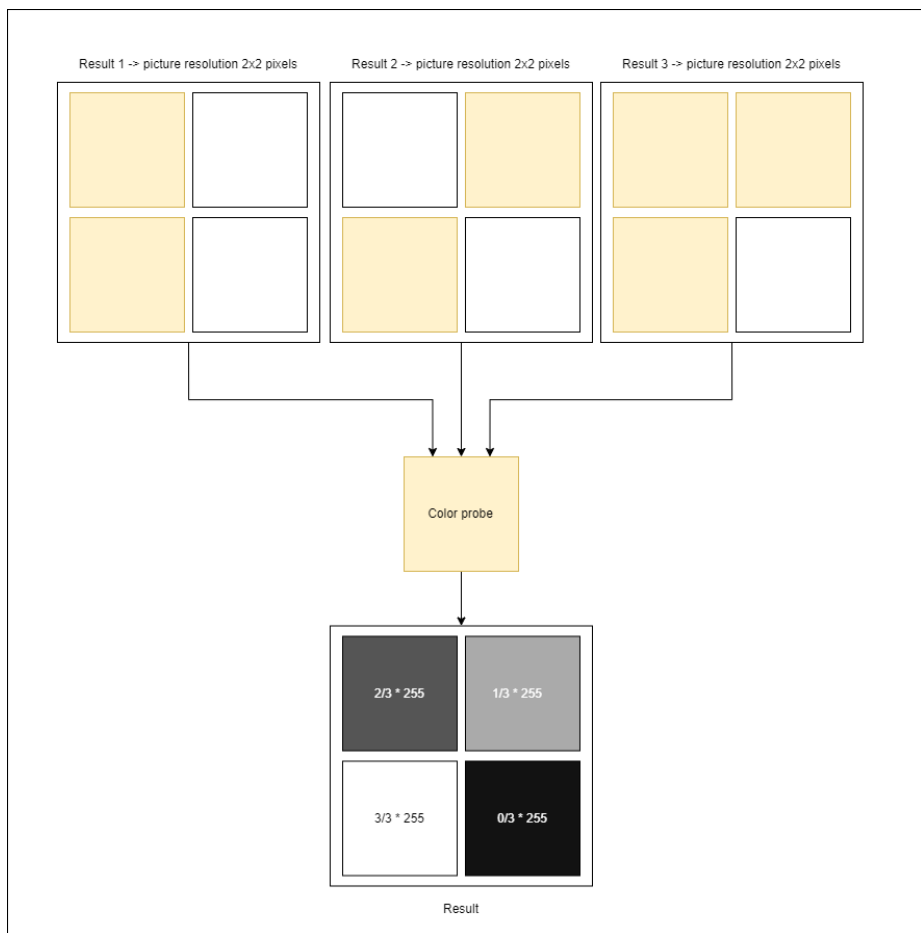 Result 1 -> picture resolution 2x2 pixels
Result 2 -> picture resolution 2x2 pixels
Result 3 -> picture resolution 2x2 pixels
Color probe
2/3 * 255
1/3 * 255
3/3 * 255
0/3 * 255
Result